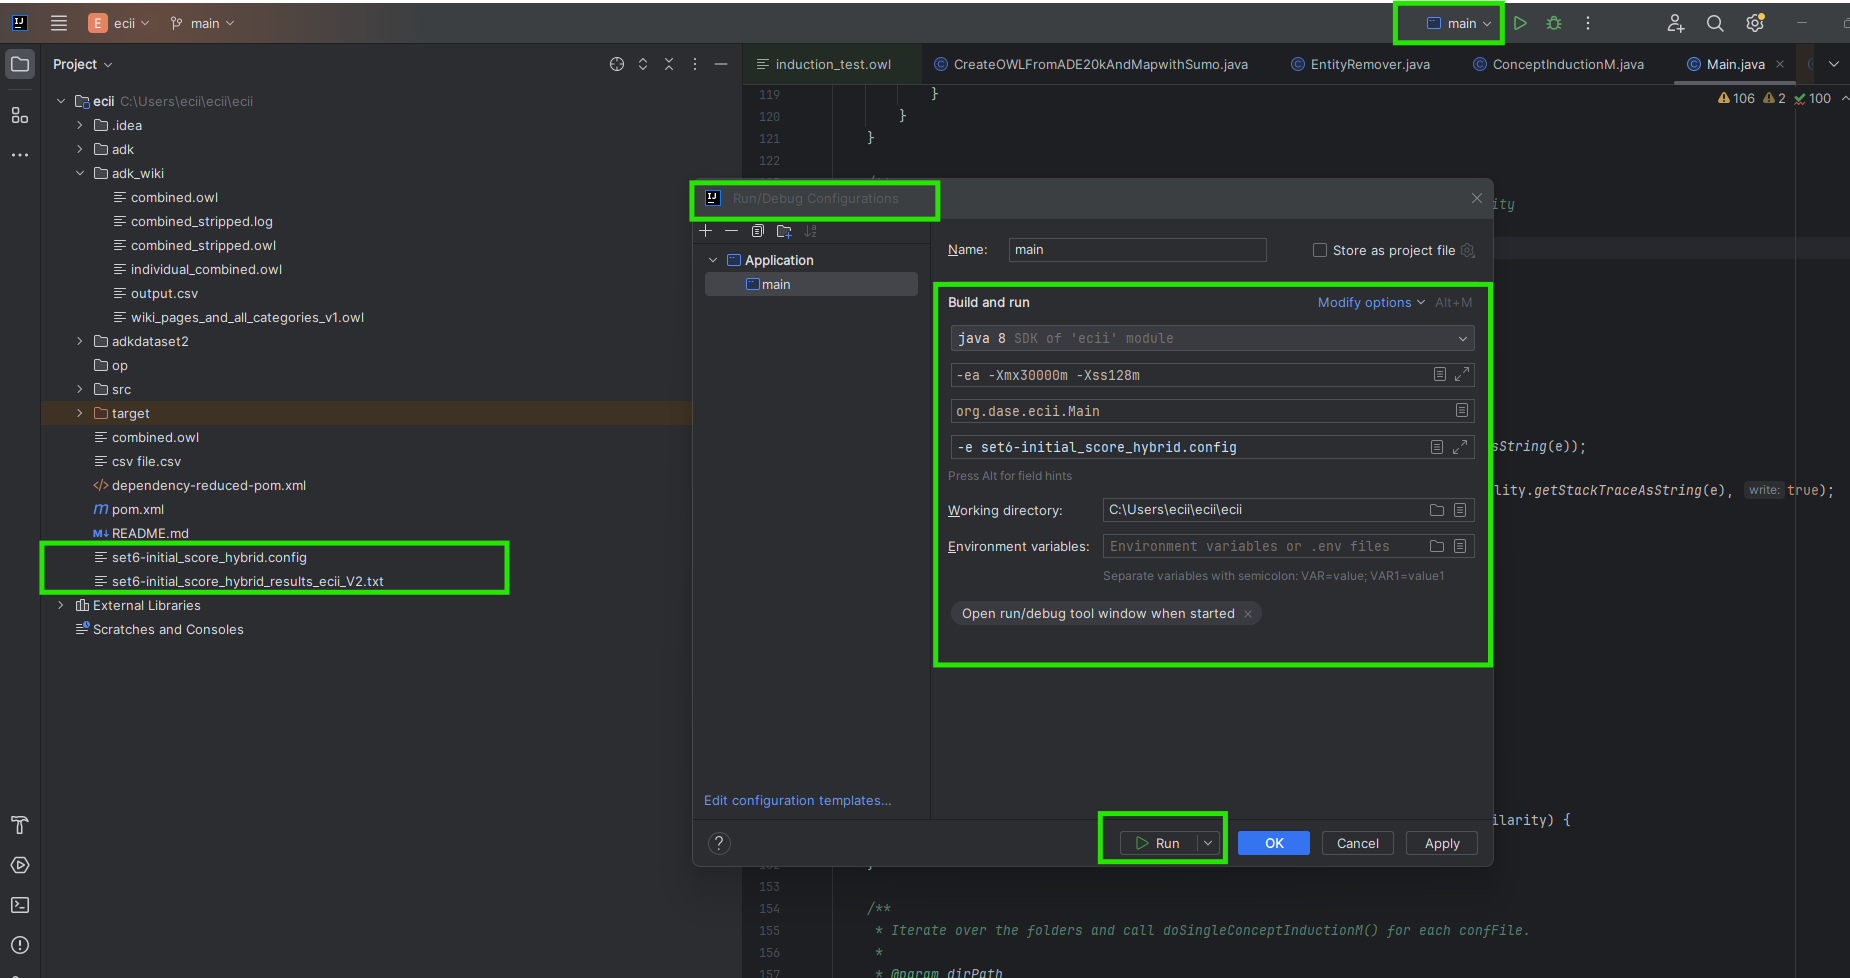 E ecii main
main
Project
induction_test.owl CreateOWLFromADE20kAndMapwithSumo.java EntityRemover.java ConceptInductionM.java Main.java
106 2 100
ecii C:\Users\ecii\ecii\ecii
.idea
adk
adk_wiki
combined.owl
combined_stripped.log
combined_stripped.owl
individual_combined.owl
output.csv
wiki_pages_and_all_categories_v1.owl
adkdataset2
op
src
target
combined.owl
csv file.csv
dependency-reduced-pom.xml
pom.xml
README.md
set6-initial_score_hybrid.config
set6-initial_score_hybrid_results_ecii_V2.txt
External Libraries
Scratches and Consoles
119 }
120 }
121 }
122
Run/Debug Configurations
Application
main
Edit configuration templates...
Name: main Store as project file
Build and run Modify options Alt+M
java 8 SDK of 'ecii' module
-ea -Xmx30000m -Xss128m
org.dase.ecii.Main
-e set6-initial_score_hybrid.config
Press Alt for field hints
Working directory: C:\Users\ecii\ecii\ecii
Environment variables: Environment variables or .env files
Separate variables with semicolon: VAR=value; VAR1=value1
Open run/debug tool window when started
? Run OK Cancel Apply
ity
sString(e));
lity.getStackTraceAsString(e), write: true);
ilarity) {
153
154 /**
155 * Iterate over the folders and call doSingleConceptInductionM() for each confFile.
156 *
157 * @param dirPath